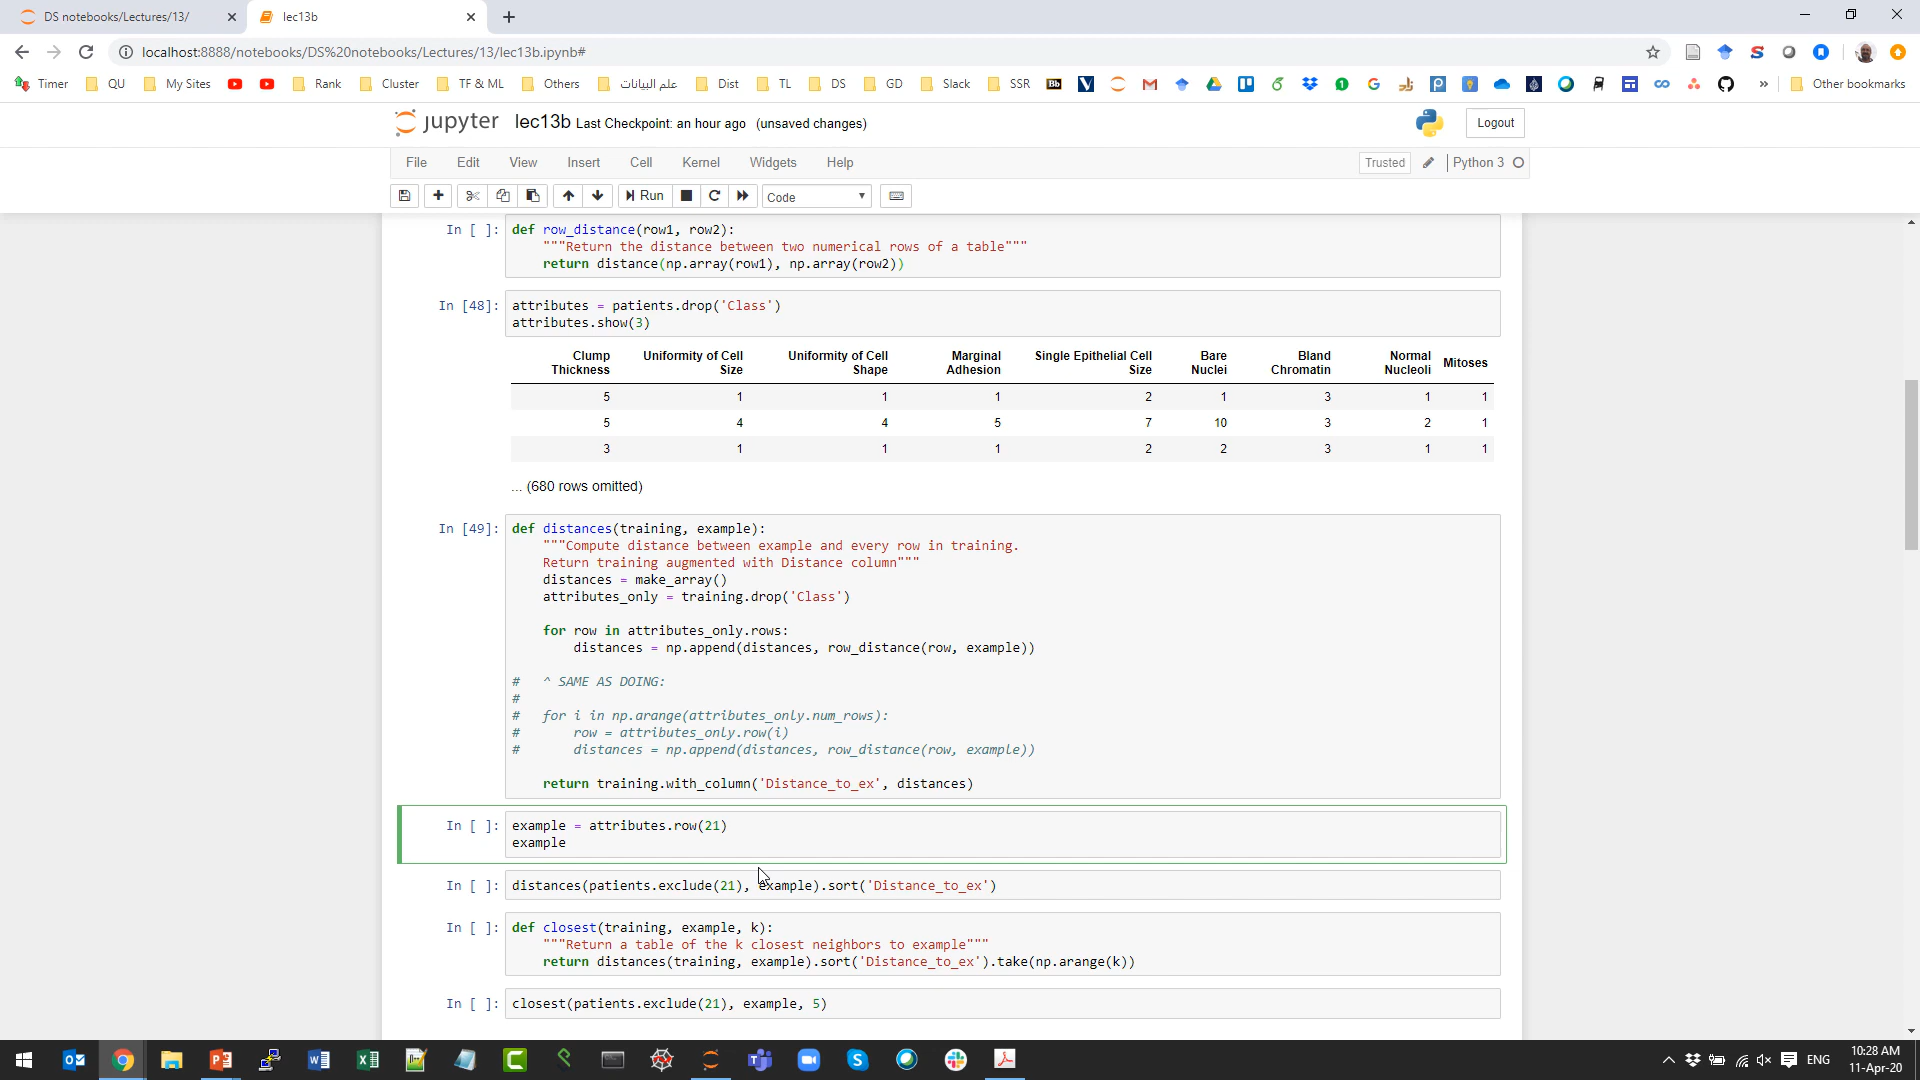 DS notebooks/Lectures/13/
lec13b
localhost:8888/notebooks/DS%20notebooks/Lectures/13/lec13b.ipynb#
Timer QU My Sites Rank Cluster TF & ML Others علم البيانات Dist TL DS GD Slack SSR Bb » Other bookmarks
jupyter lec13b Last Checkpoint: an hour ago (unsaved changes) Logout
File Edit View Insert Cell Kernel Widgets Help Trusted Python 3
Run Code
In [ ]: def row_distance(row1, row2):
"""Return the distance between two numerical rows of a table"""
return distance(np.array(row1), np.array(row2))
In [48]: attributes = patients.drop('Class')
attributes.show(3)
Clump Thickness Uniformity of Cell Size Uniformity of Cell Shape Marginal Adhesion Single Epithelial Cell Size Bare Nuclei Bland Chromatin Normal Nucleoli Mitoses
5 1 1 1 2 1 3 1 1
5 4 4 5 7 10 3 2 1
3 1 1 1 2 2 3 1 1
... (680 rows omitted)
In [49]: def distances(training, example):
"""Compute distance between example and every row in training.
Return training augmented with Distance column"""
distances = make_array()
attributes_only = training.drop('Class')
for row in attributes_only.rows:
distances = np.append(distances, row_distance(row, example))
# ^ SAME AS DOING:
#
# for i in np.arange(attributes_only.num_rows):
# row = attributes_only.row(i)
# distances = np.append(distances, row_distance(row, example))
return training.with_column('Distance_to_ex', distances)
In [ ]: example = attributes.row(21)
example
In [ ]: distances(patients.exclude(21), example).sort('Distance_to_ex')
In [ ]: def closest(training, example, k):
"""Return a table of the k closest neighbors to example"""
return distances(training, example).sort('Distance_to_ex').take(np.arange(k))
In [ ]: closest(patients.exclude(21), example, 5)
ENG 10:28 AM
11-Apr-20